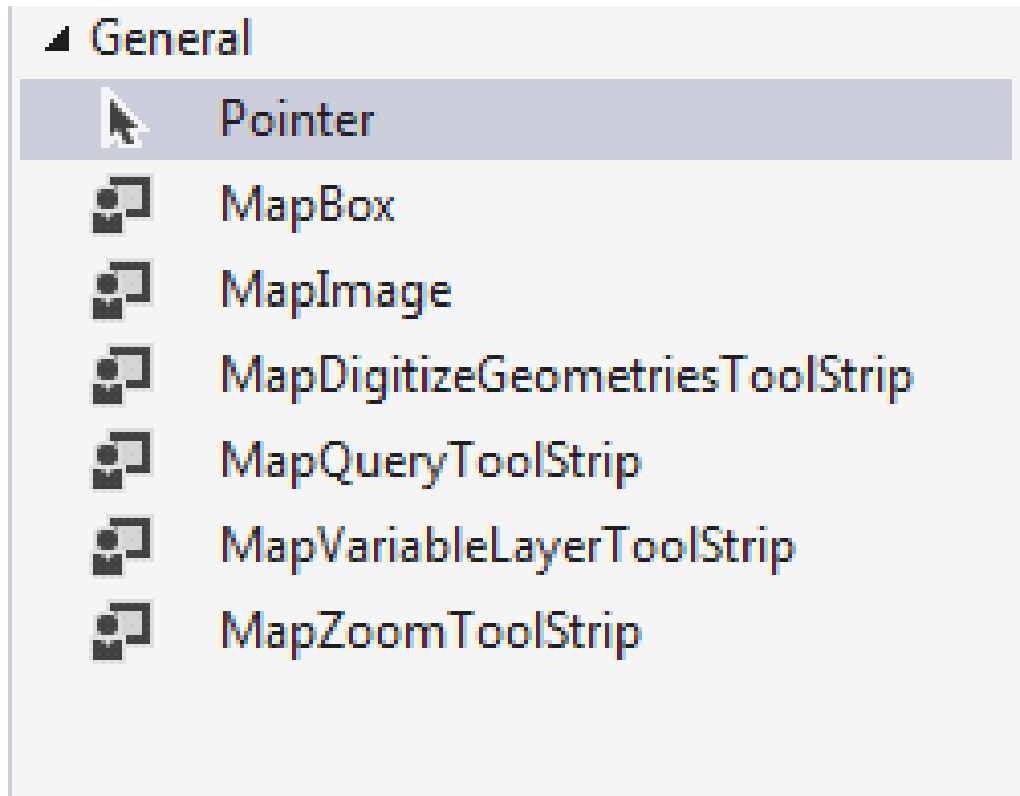 General
Pointer
MapBox
MapImage
MapDigitizeGeometriesToolStrip
MapQueryToolStrip
MapVariableLayerToolStrip
MapZoomToolStrip